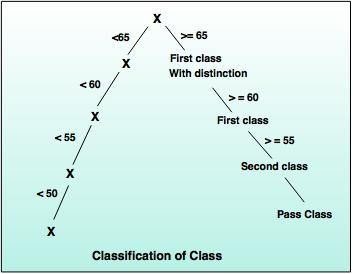 X
<65
>= 65
X
First class
With distinction
< 60
> = 60
X
First class
< 55
> = 55
X
Second class
< 50
Pass Class
X
Classification of Class